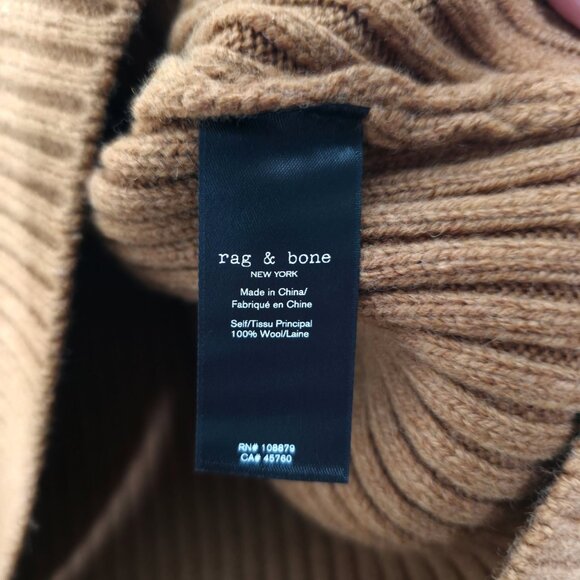 rag & bone
NEW YORK
Made in China/
Fabriqué en Chine
Self/Tissu Principal
100% Wool/Laine
RN# 108879
CA# 45760